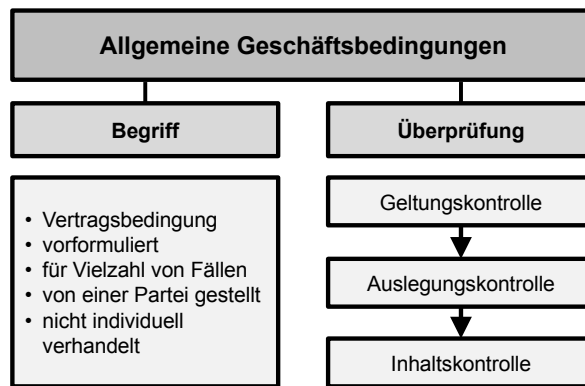 Allgemeine Geschäftsbedingungen
Begriff
Überprüfung
• Vertragsbedingung
• vorformuliert
• für Vielzahl von Fällen
• von einer Partei gestellt
• nicht individuell
verhandelt
Geltungskontrolle
Auslegungskontrolle
Inhaltskontrolle